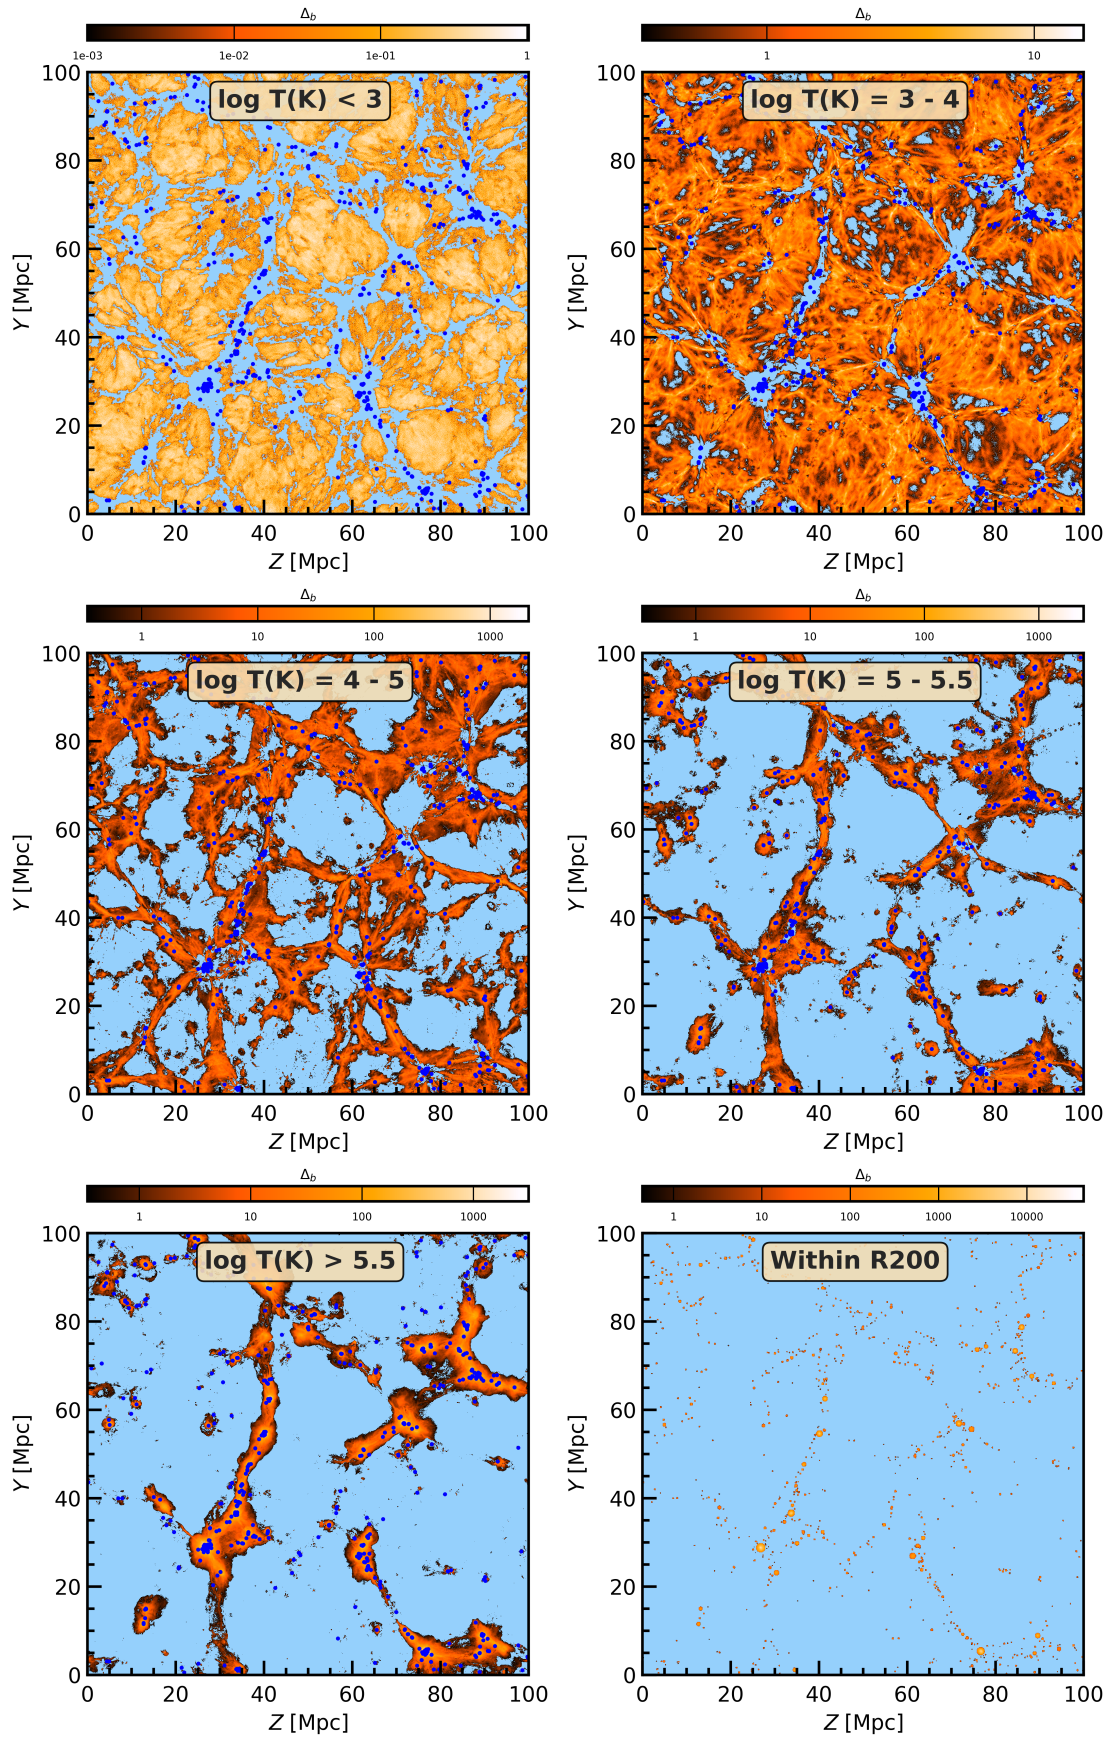 Δb Δb
1e-03 1e-02 1e-01 1 1 10
log T(K) < 3 log T(K) = 3 - 4
100 100
80 80
60 60
Y [Mpc] Y [Mpc]
40 40
20 20
0 0
0 20 40 60 80 100 0 20 40 60 80 100
Z [Mpc] Z [Mpc]
Δb Δb
1 10 100 1000 1 10 100 1000
log T(K) = 4 - 5 log T(K) = 5 - 5.5
100 100
80 80
60 60
Y [Mpc] Y [Mpc]
40 40
20 20
0 0
0 20 40 60 80 100 0 20 40 60 80 100
Z [Mpc] Z [Mpc]
Δb Δb
1 10 100 1000 1 10 100 1000 10000
log T(K) > 5.5 Within R200
100 100
80 80
60 60
Y [Mpc] Y [Mpc]
40 40
20 20
0 0
0 20 40 60 80 100 0 20 40 60 80 100
Z [Mpc] Z [Mpc]